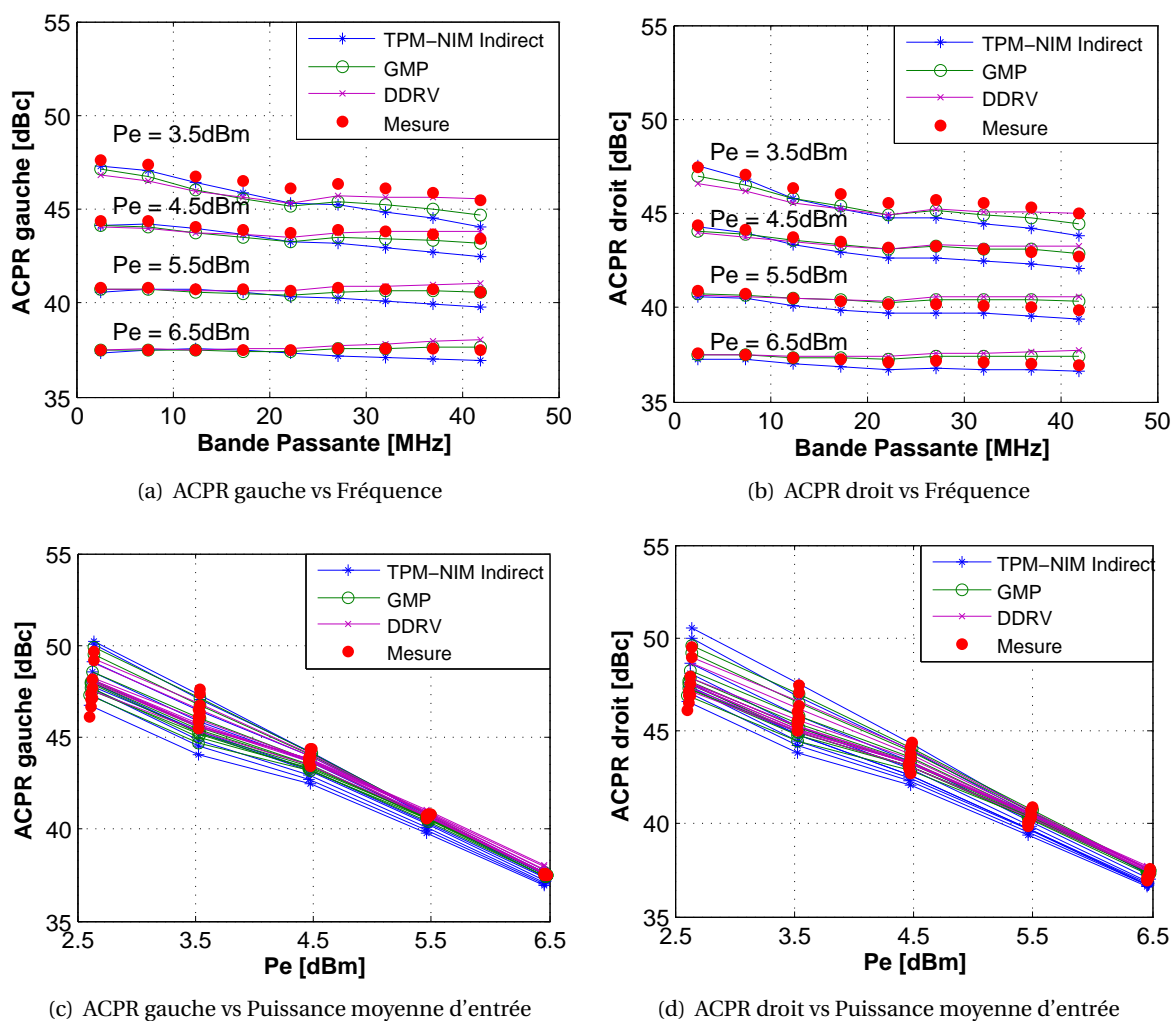 55
50
45
40
35
0
10
20
30
40
50
ACPR gauche [dBc]
Bande Passante [MHz]
TPM−NIM Indirect
GMP
DDRV
Mesure
Pe = 3.5dBm
Pe = 4.5dBm
Pe = 5.5dBm
Pe = 6.5dBm
(a) ACPR gauche vs Fréquence
55
50
45
40
35
0
10
20
30
40
50
ACPR droit [dBc]
Bande Passante [MHz]
TPM−NIM Indirect
GMP
DDRV
Mesure
Pe = 3.5dBm
Pe = 4.5dBm
Pe = 5.5dBm
Pe = 6.5dBm
(b) ACPR droit vs Fréquence
55
50
45
40
35
2.5
3.5
4.5
5.5
6.5
ACPR gauche [dBc]
Pe [dBm]
TPM−NIM Indirect
GMP
DDRV
Mesure
(c) ACPR gauche vs Puissance moyenne d'entrée
55
50
45
40
35
2.5
3.5
4.5
5.5
6.5
ACPR droit [dBc]
Pe [dBm]
TPM−NIM Indirect
GMP
DDRV
Mesure
(d) ACPR droit vs Puissance moyenne d'entrée